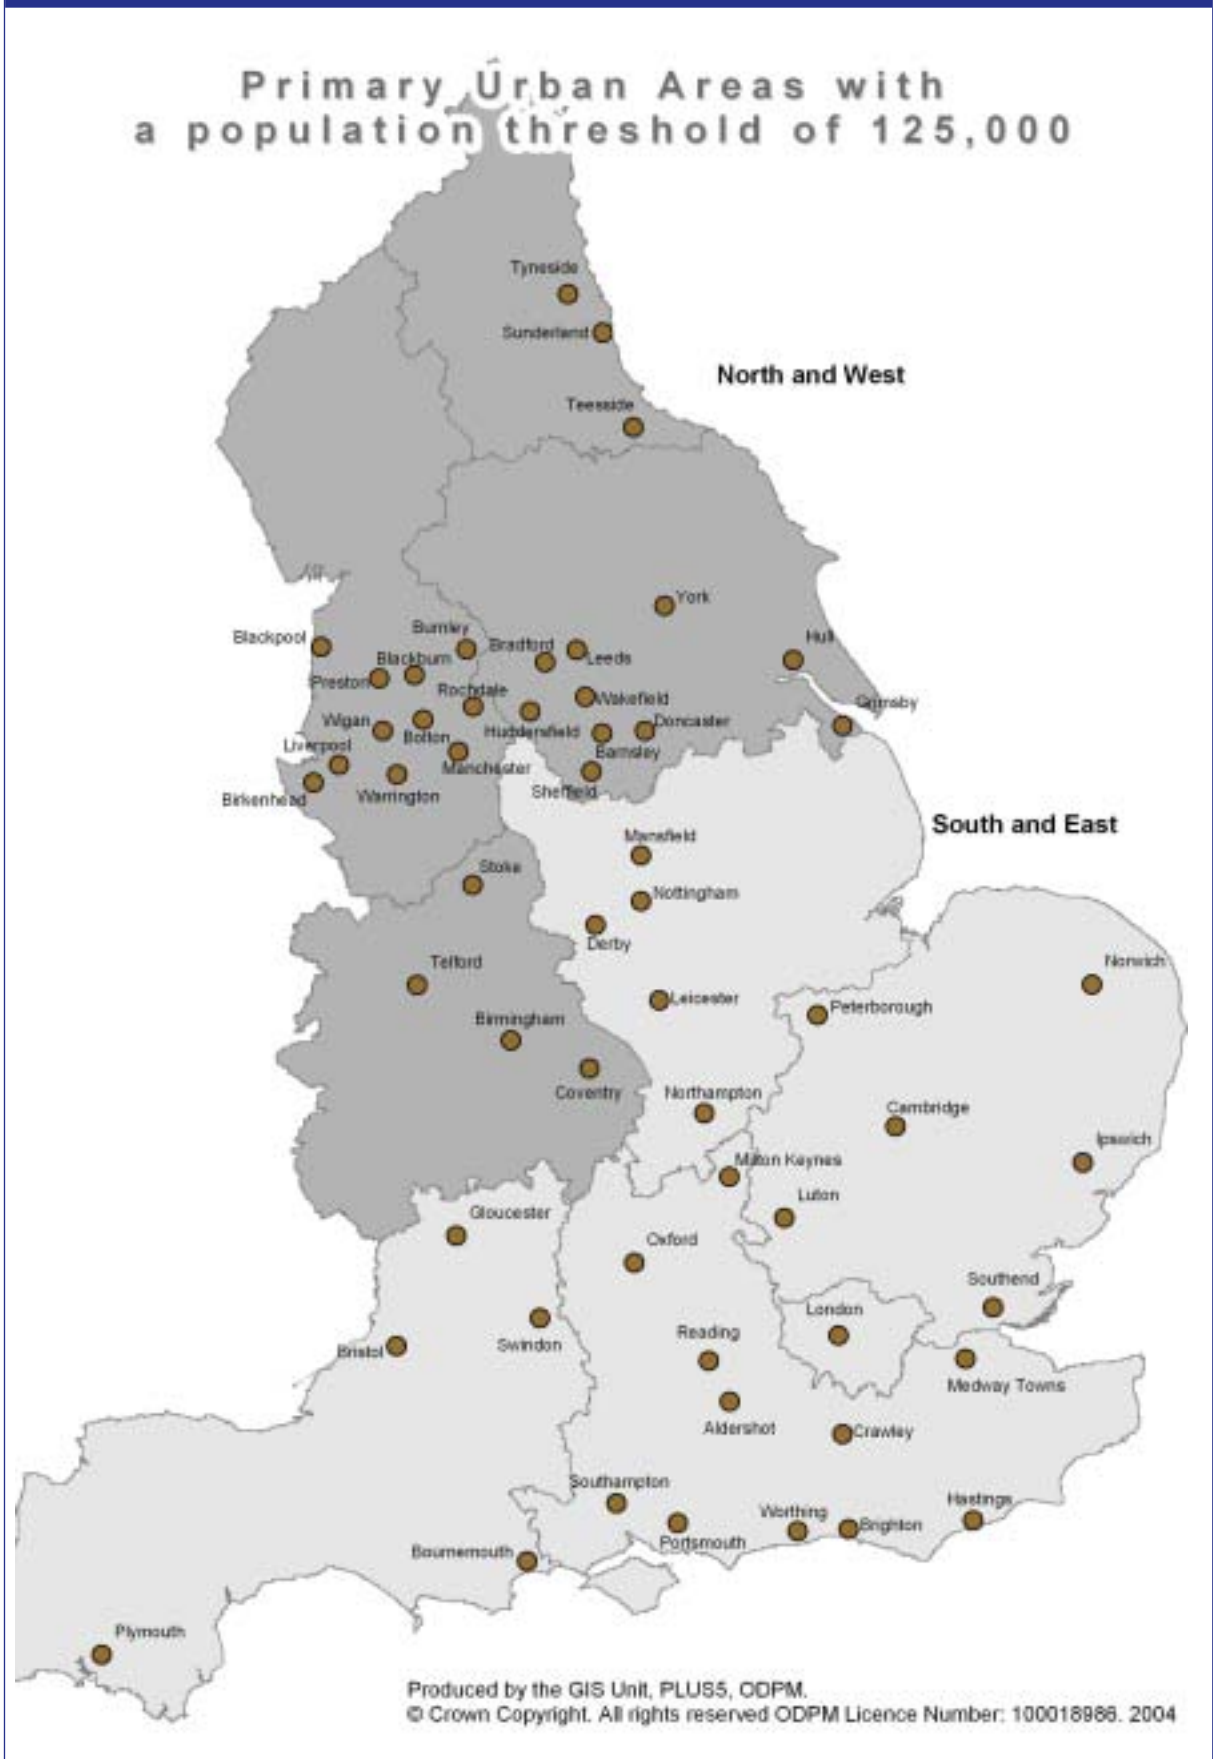 Primary Urban Areas with
a population threshold of 125,000
Tyneside
Sunderland
North and West
Teesside
York
Blackpool
Burnley
Bradford
Hull
Blackburn
Leeds
Preston
Rochdale
Wakefield
Grimsby
Wigan
Huddersfield
Doncaster
Bolton
Liverpool
Barnsley
Manchester
Birkenhead
Warrington
Sheffield
South and East
Mansfield
Stoke
Nottingham
Derby
Telford
Norwich
Leicester
Peterborough
Birmingham
Coventry
Northampton
Cambridge
Ipswich
Milton Keynes
Luton
Gloucester
Oxford
Southend
London
Reading
Bristol
Swindon
Medway Towns
Aldershot
Crawley
Southampton
Hastings
Worthing
Brighton
Portsmouth
Bournemouth
Plymouth
Produced by the GIS Unit, PLUS5, ODPM.
© Crown Copyright. All rights reserved ODPM Licence Number: 100018986. 2004